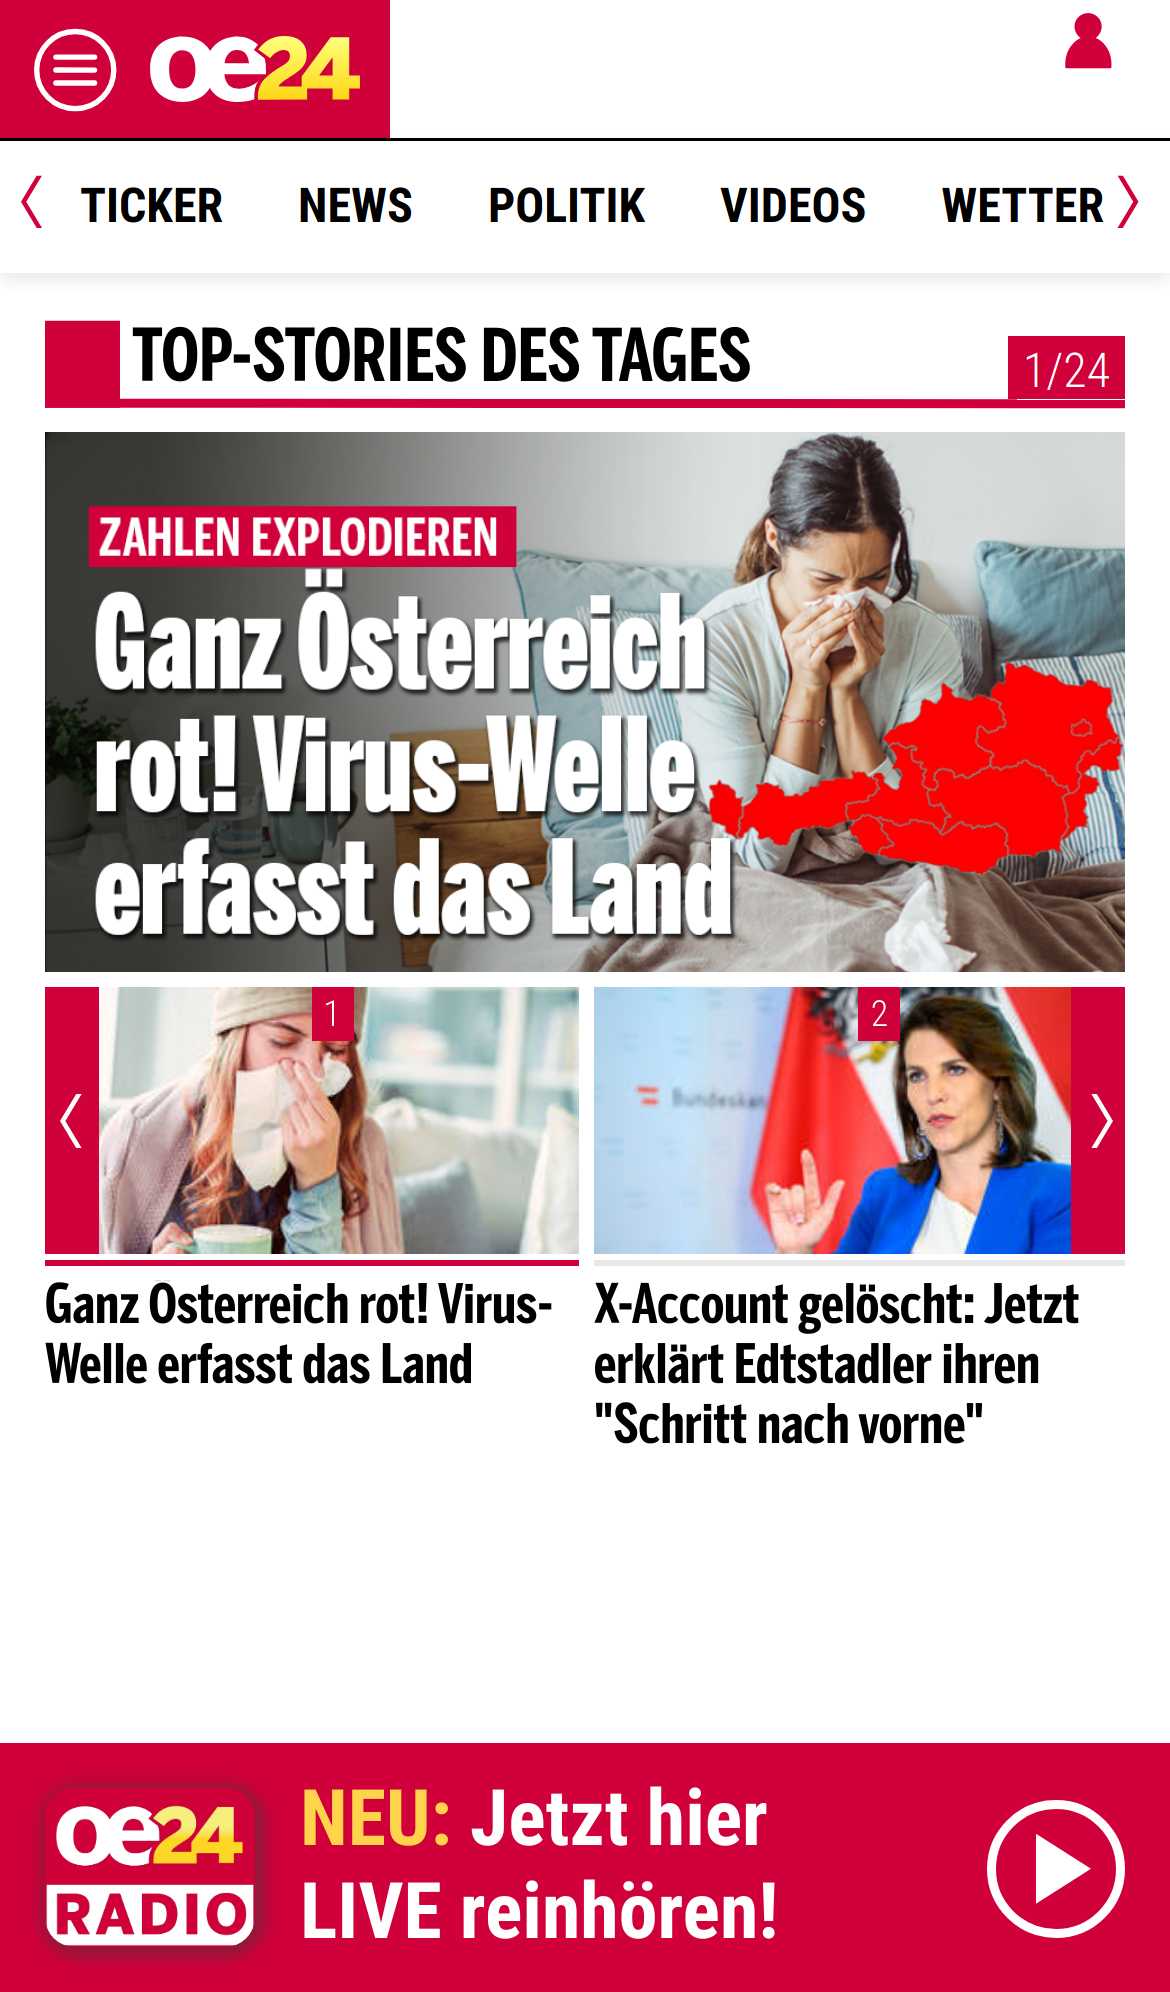 oe24
TICKER NEWS POLITIK VIDEOS WETTER
TOP-STORIES DES TAGES
1/24
ZAHLEN EXPLODIEREN
Ganz Österreich
rot! Virus-Welle
erfasst das Land
1
Ganz Österreich rot! Virus-
Welle erfasst das Land
2
Bundeskan
X-Account gelöscht: Jetzt
erklärt Edtstadler ihren
"Schritt nach vorne"
oe24
RADIO
NEU: Jetzt hier
LIVE reinhören!